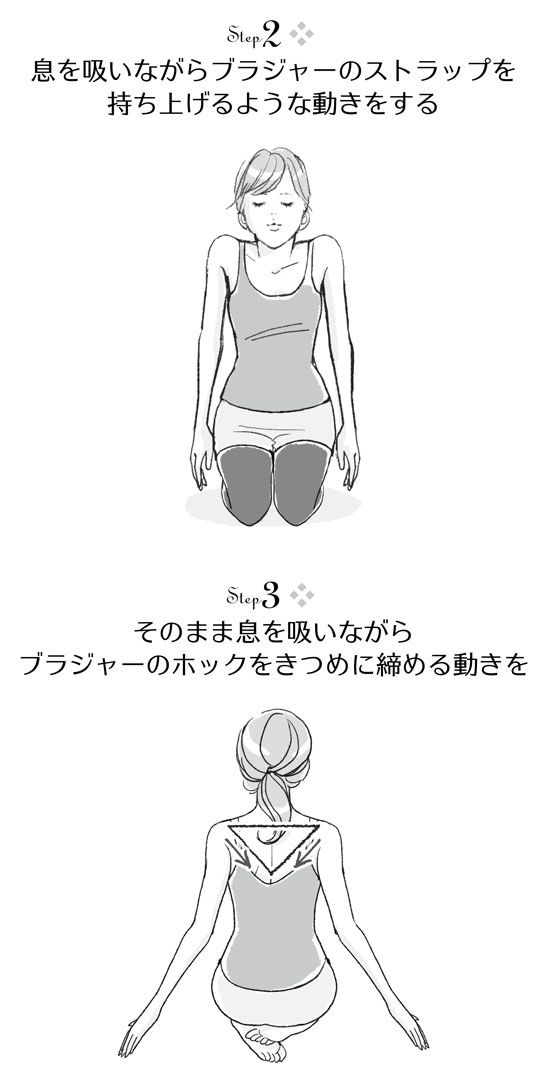 Step2
息を吸いながらブラジャーのストラップを
持ち上げるような動きをする
Step3
そのまま息を吸いながら
ブラジャーのホックをきつめに締める動きを